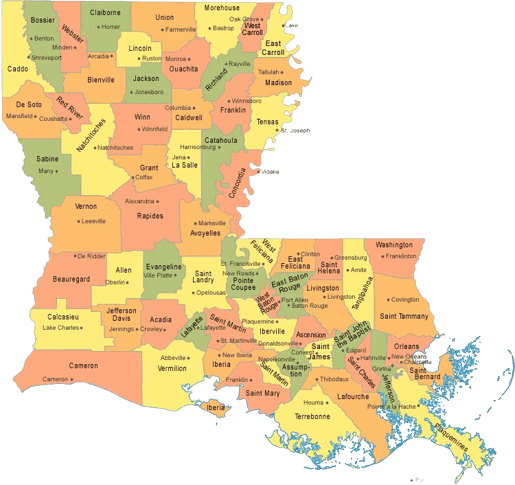 Bossier
Claiborne
Union
Morehouse
Oak Grove
West
Carroll
Lake
Benton
Webster
Homer
Farmerville
Bastrop
Minden
Lincoln
Monroe
East
Carroll
Shreveport
Arcadia
Ruston
Ouachita
Rayville
Richland
Caddo
Bienville
Jackson
Tallulah
Madison
Jonesboro
De Soto
Red River
Winnsboro
Franklin
Mansfield
Coushatta
Columbia
Caldwell
Winn
Tensas
Natchitoches
Winnfield
St. Joseph
Catahoula
Harrisonburg
Sabine
Natchitoches
Jena
La Salle
Many
Grant
Colfax
Concordia
Vidalia
Alexandria
Vernon
Rapides
Leesville
Marksville
Avoyelles
West
Feliciana
Washington
De Ridder
Clinton
East
Feliciana
Saint
Helena
Greensburg
Franklinton
Allen
Evangeline
St. Francisville
Amite
Beauregard
Oberlin
Ville Platte
Saint
Landry
New Roads
Pointe
Coupee
East Baton
Rouge
Livingston
Tangipahoa
Opelousas
West
Baton
Rouge
Port Allen
Baton Rouge
Livingston
Covington
Calcasieu
Jefferson
Davis
Acadia
Saint Martin
Plaquemine
Iberville
Saint Tammany
Lake Charles
Jennings
Crowley
Lafayette
Lafayette
Ascension
Saint John
the Baptist
St. Martinville
Donaldsonville
Saint
James
Orleans
Abbeville
New Iberia
Convent
Edgard
Hahnville
New Orleans
Chalmette
Cameron
Vermilion
Iberia
Napoleonville
Assump-
tion
Gretna
Saint
Bernard
Cameron
Franklin
Saint Martin
Thibodaux
Saint Charles
Jefferson
Iberia
Saint Mary
Houma
Lafourche
Pointe a la Hache
Terrebonne
Plaquemines